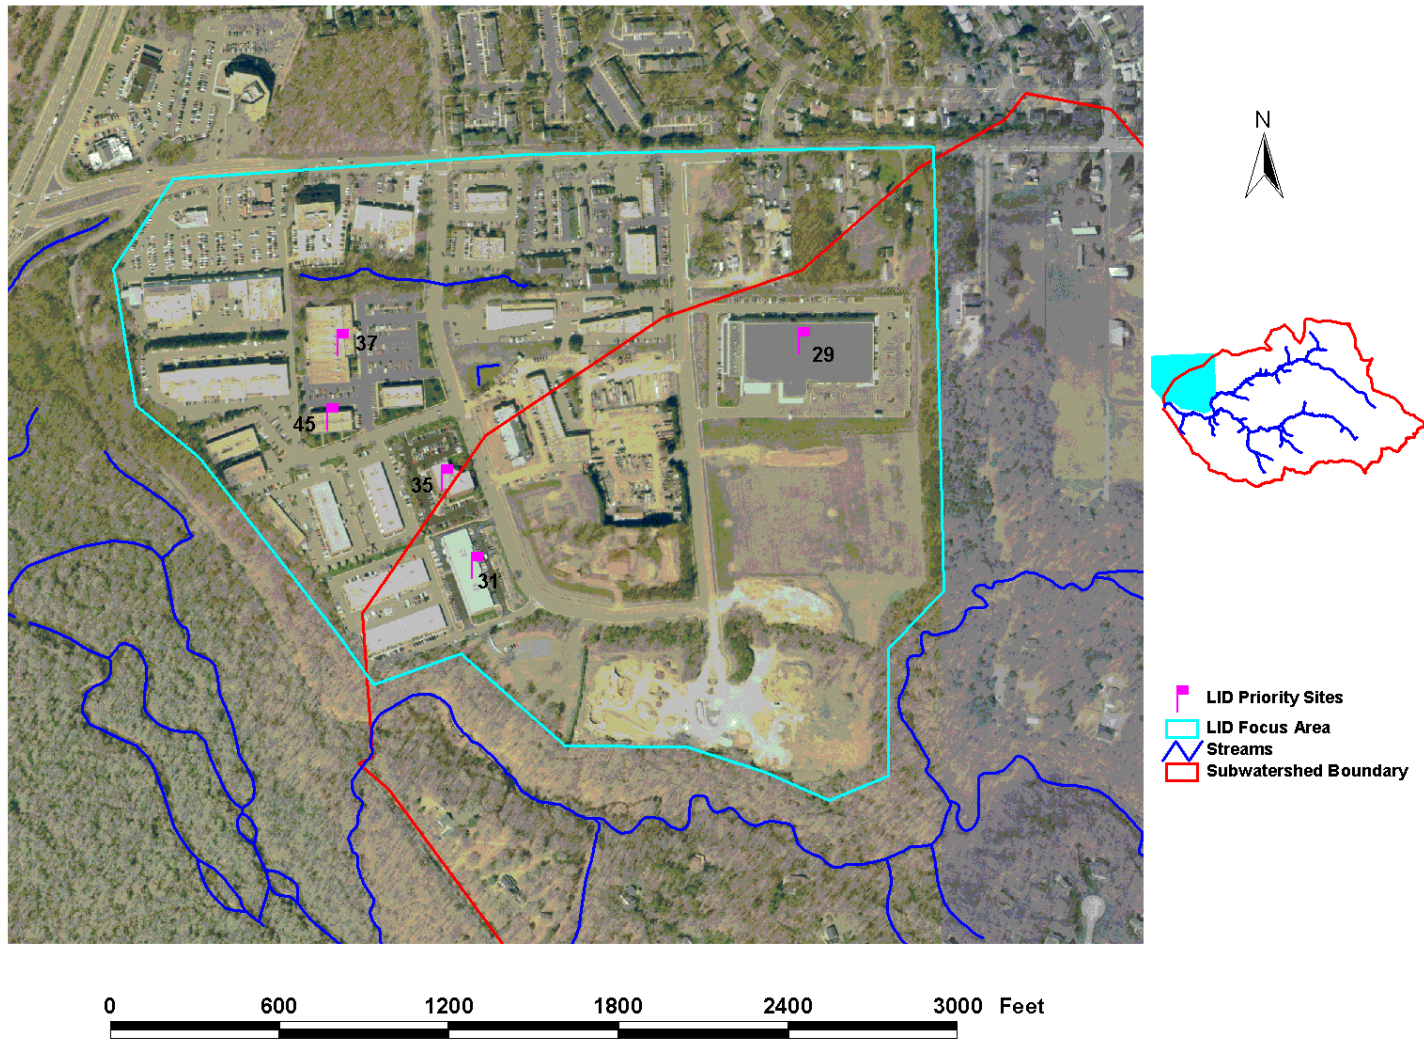 N
37
29
45
35
31
LID Priority Sites
LID Focus Area
Streams
Subwatershed Boundary
0 600 1200 1800 2400 3000 Feet